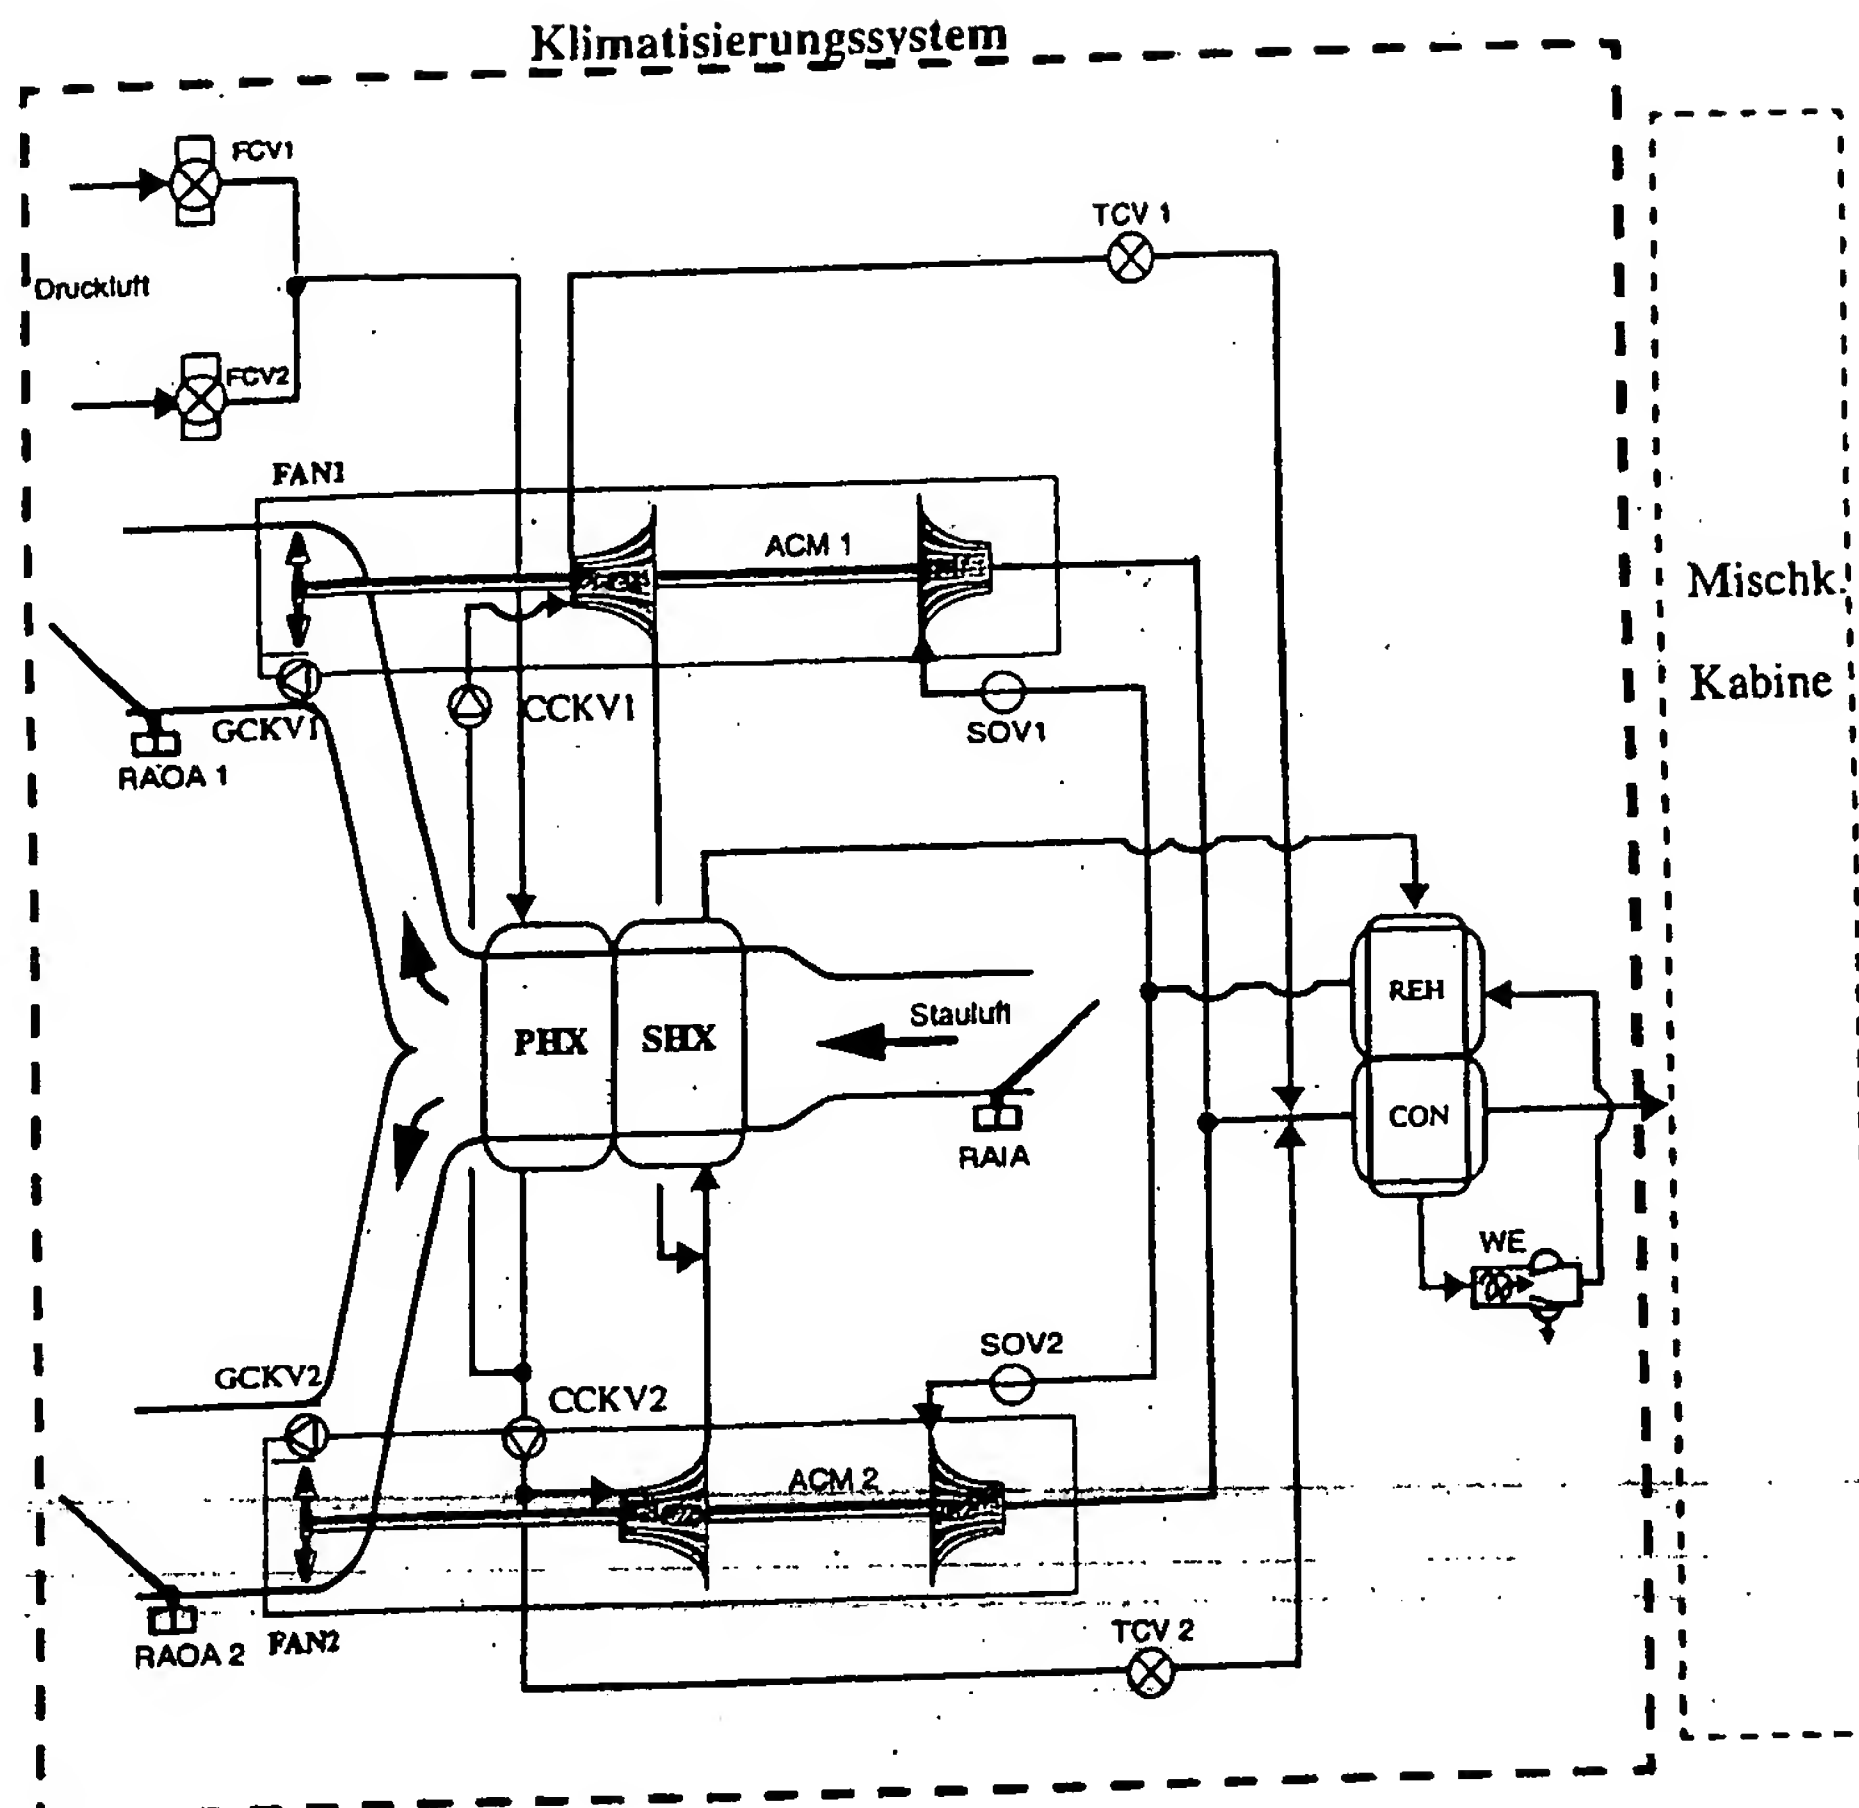 Klimatisierungssystem
FCV1
TCV 1
Druckluft
FCV2
FAN1
ACM 1
Mischk.
Kabine
CCKV1
GCKV1
SOV1
RAOA 1
REH
Stauluft
PHX
SHX
CON
RAIA
WE
SOV2
GCKV2
CCKV2
ACM 2
TCV 2
RAOA 2
FAN2